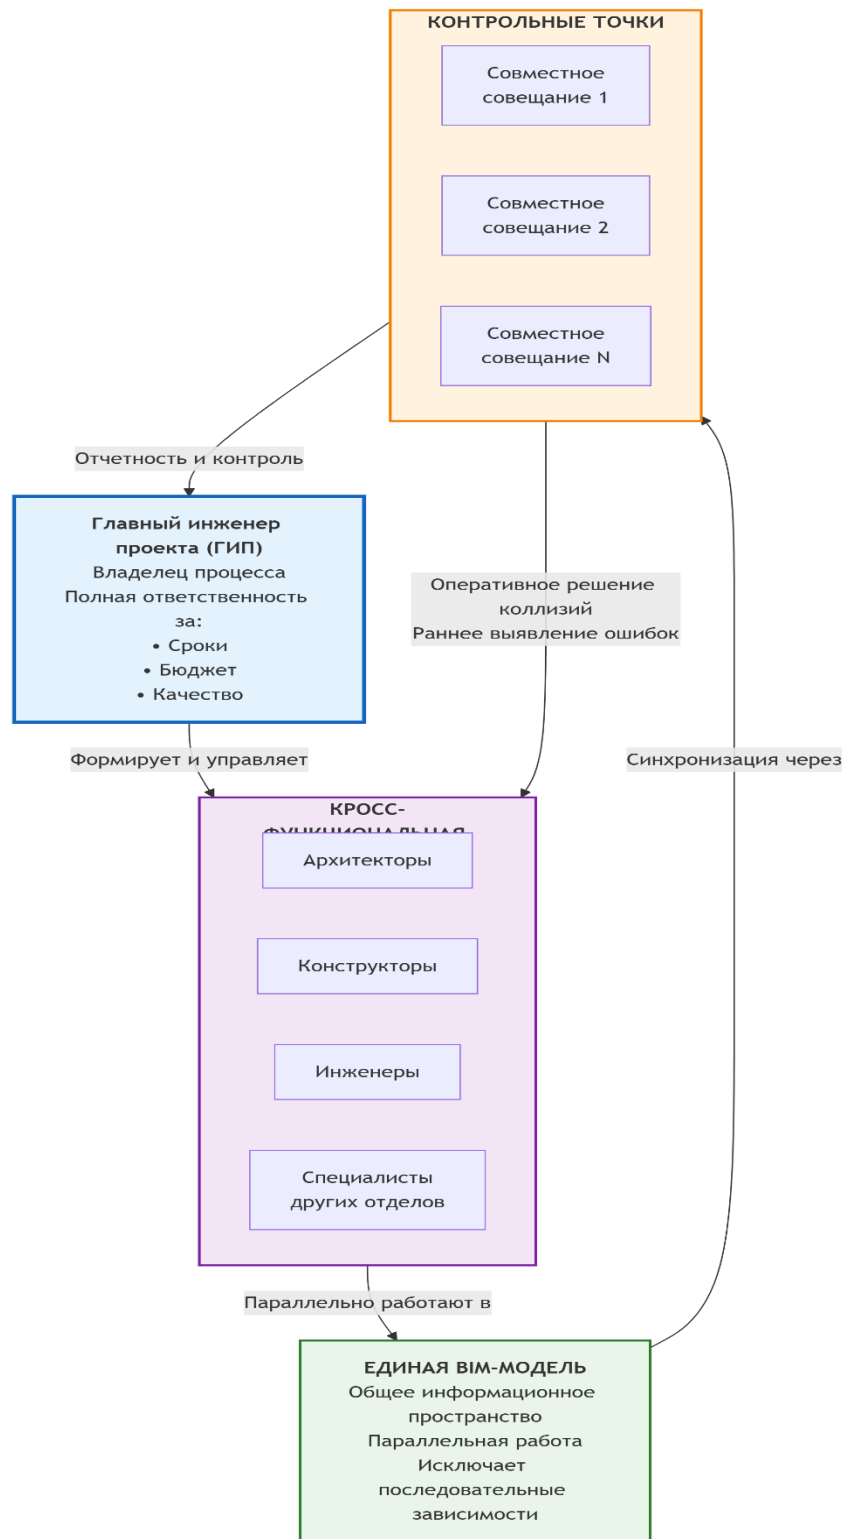 КОНТРОЛЬНЫЕ ТОЧКИ
Совместное
совещание 1
Совместное
совещание 2
Совместное
совещание N
Отчетность и контроль
Главный инженер
проекта (ГИП)
Владелец процесса
Полная ответственность
за:
• Сроки
• Бюджет
• Качество
Оперативное решение
коллизий
Раннее выявление ошибок
Формирует и управляет
Синхронизация через
КРОСС-
ФУНКЦИОНАЛЬНАЯ
Архитекторы
Конструкторы
Инженеры
Специалисты
других отделов
Параллельно работают в
ЕДИНАЯ BIM-МОДЕЛЬ
Общее информационное
пространство
Параллельная работа
Исключает
последовательные
зависимости